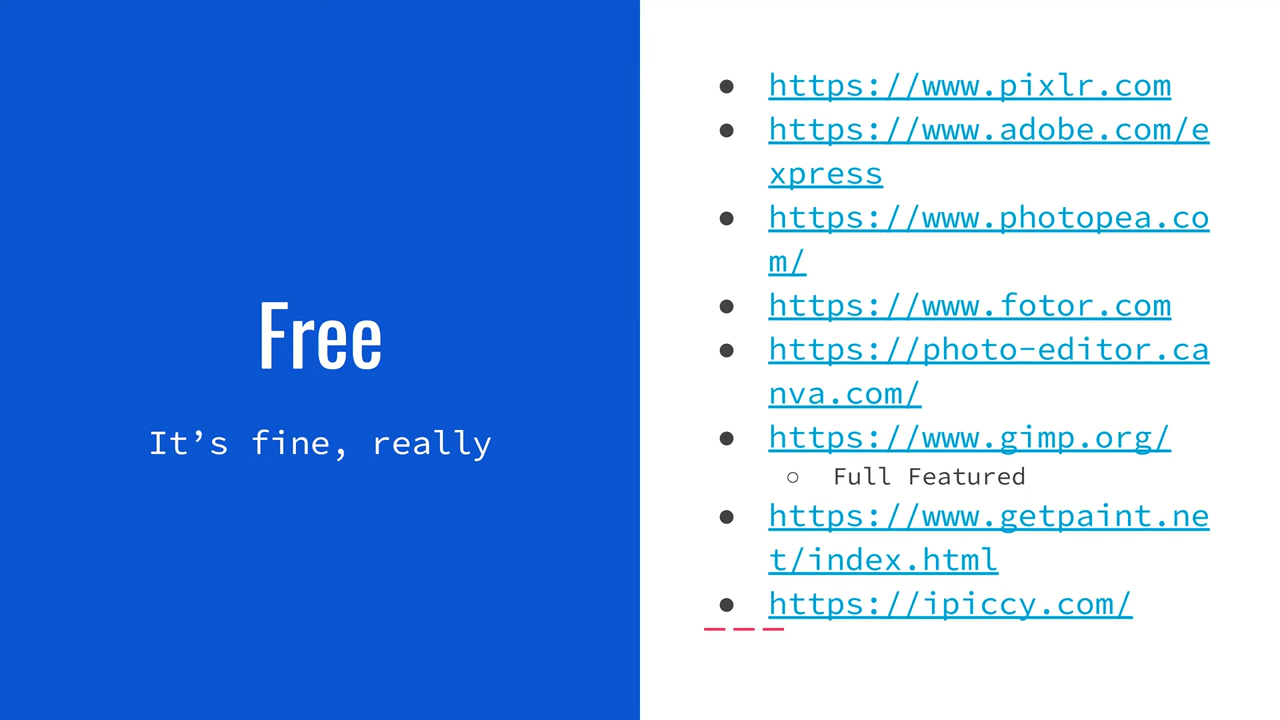 Free
It’s fine, really
● https://www.pixlr.com
● https://www.adobe.com/e
xpress
● https://www.photopea.co
m/
● https://www.fotor.com
● https://photo-editor.ca
nva.com/
● https://www.gimp.org/
○ Full Featured
● https://www.getpaint.ne
t/index.html
● https://ipiccy.com/